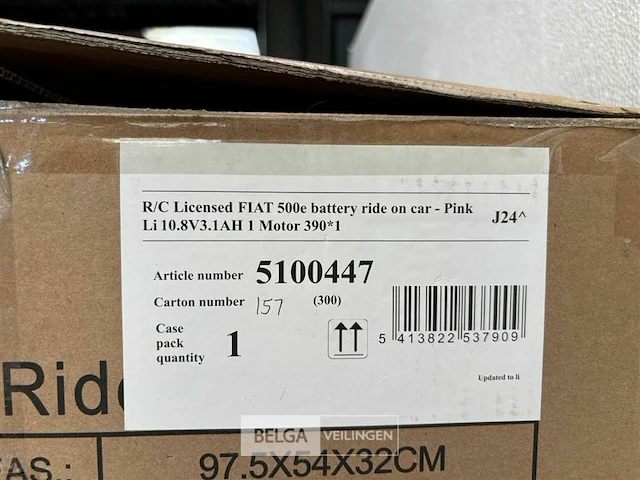 R/C Licensed FIAT 500e battery ride on car - Pink
Li 10.8V3.1AH 1 Motor 390*1
J24^
Article number 5100447
Carton number 157 (300)
Case
pack
quantity
1
5 413822 537909
Updated to li
Rid
BELGA VEILINGEN
AS.:
97.5X54X32CM